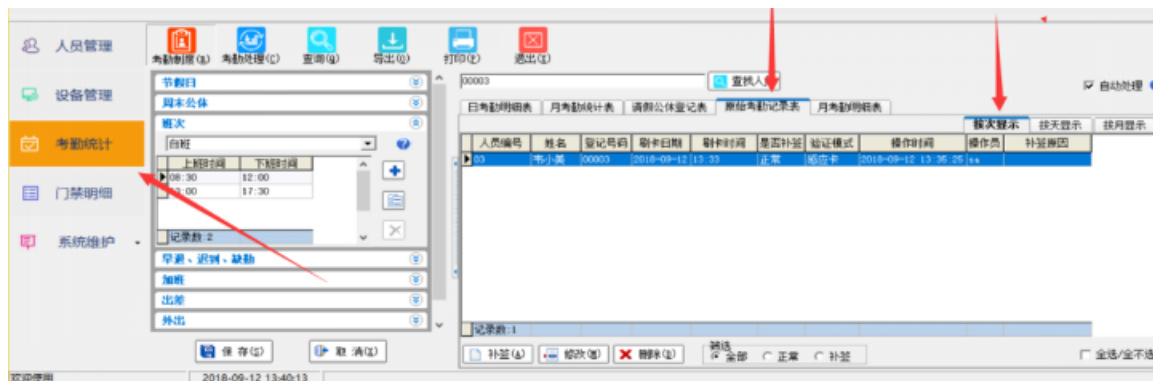 人员管理
设备管理
考勤统计
门禁明细
系统维护
考勤制度(R) 考勤处理(C) 查询(Q) 导出(O) 打印(P) 退出(X)
节假日
周末公休
班次
白班
上班时间 下班时间
08:30 12:00
:00 17:30
记录数:2
早退、迟到、缺勤
加班
出差
外出
保 存(S) 取 消(X)
00003 查找人 自动处理
日考勤明细表 月考勤统计表 请假公休登记表 原始考勤记录表 月考勤明细表
按次显示 按天显示 按月显示
人员编号 姓名 登记号码 刷卡日期 刷卡时间 是否补签 验证模式 操作时间 操作员 补签原因
03 韦小美 00003 2018-09-12 13:33 正常 感应卡 2018-09-12 13:35:25
记录数:1
补签(A) 修改(M) 删除(D) 筛选 全部 正常 补签 全选/全不选
欢迎使用 2018-09-12 13:40:13